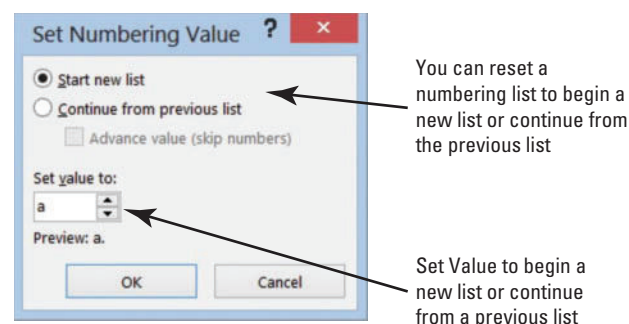 Set Numbering Value ? ×
Start new list
Continue from previous list
Advance value (skip numbers)
Set value to:
a
Preview: a.
OK Cancel
You can reset a
numbering list to begin a
new list or continue from
the previous list
Set Value to begin a
new list or continue
from a previous list